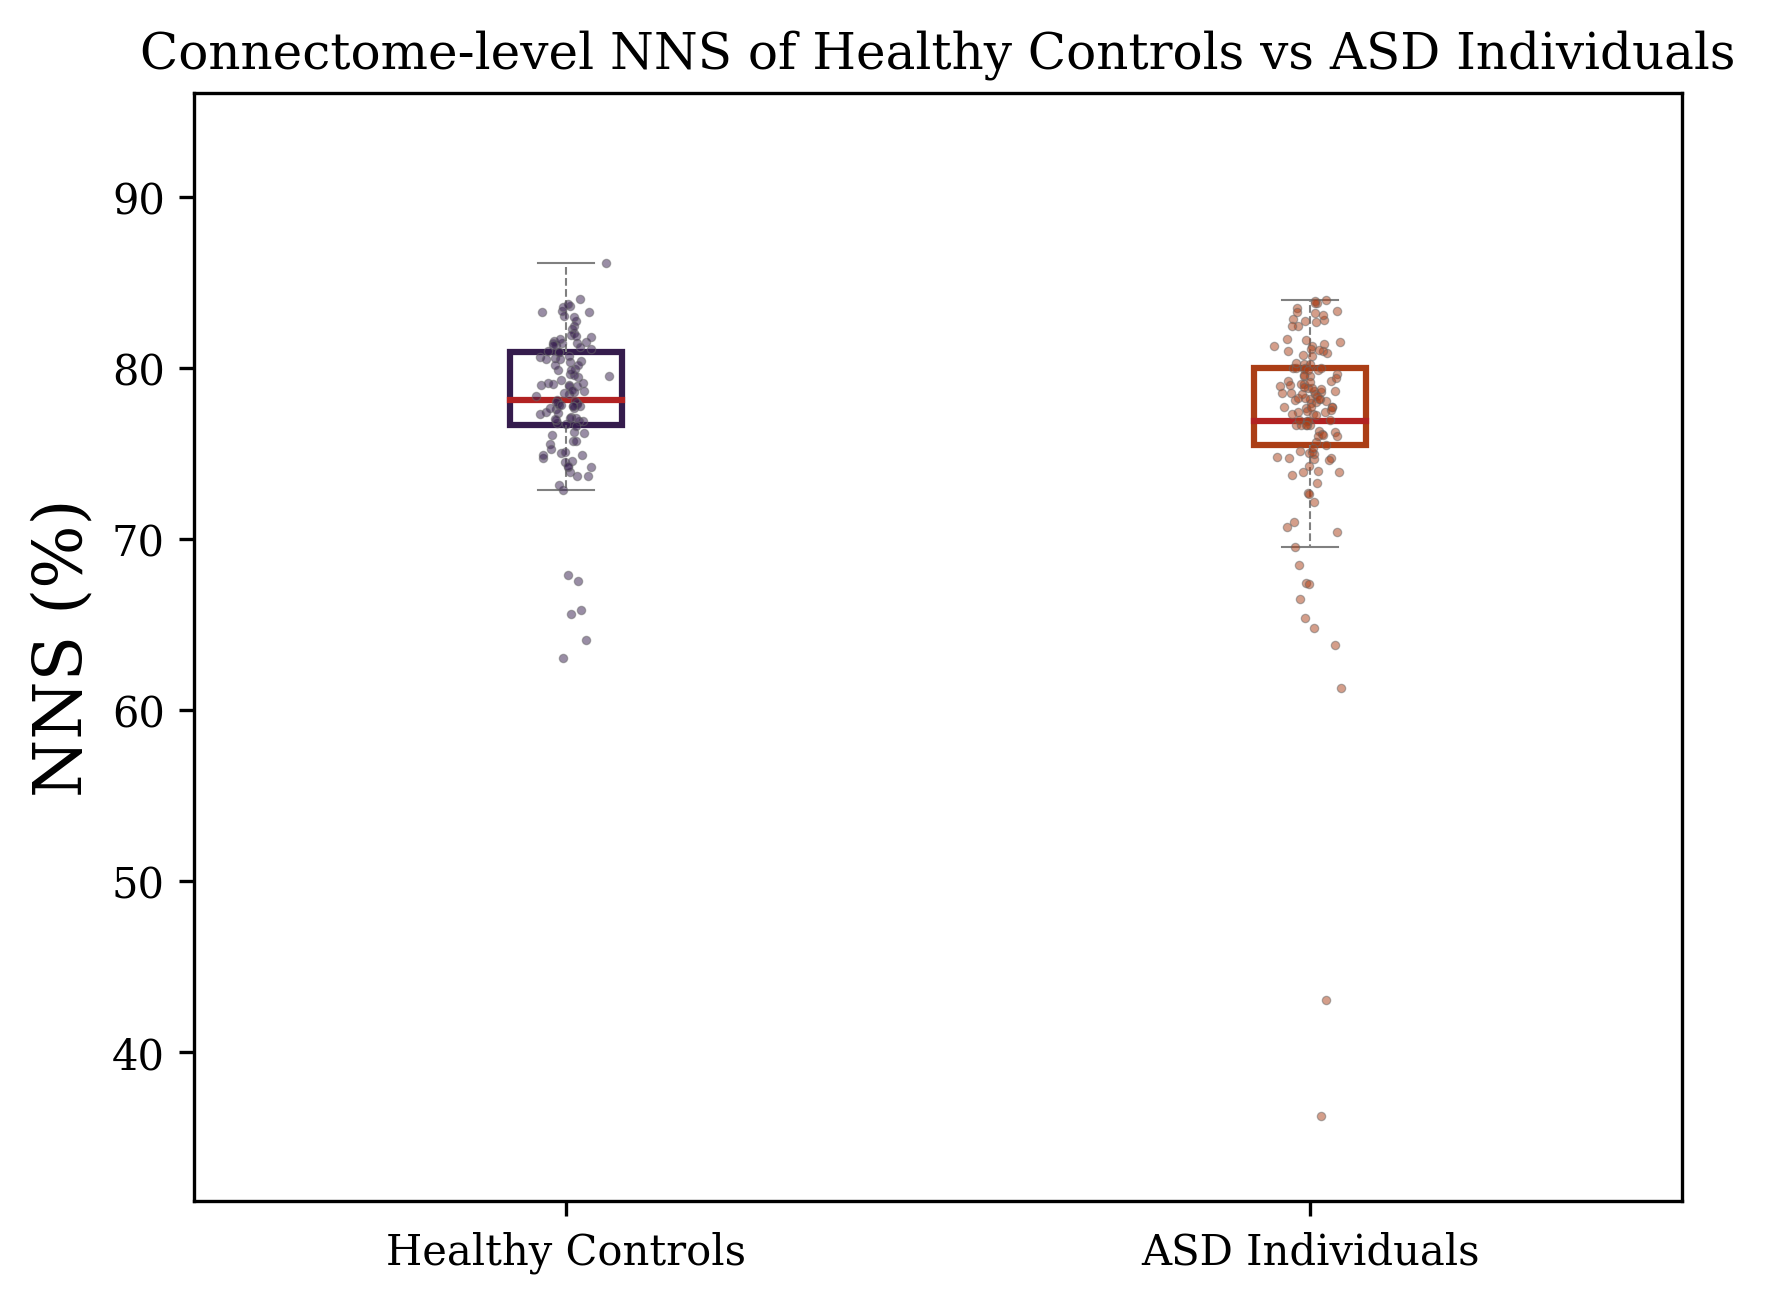 Connectome-level NNS of Healthy Controls vs ASD Individuals
NNS (%)
90
80
70
60
50
40
Healthy Controls
ASD Individuals